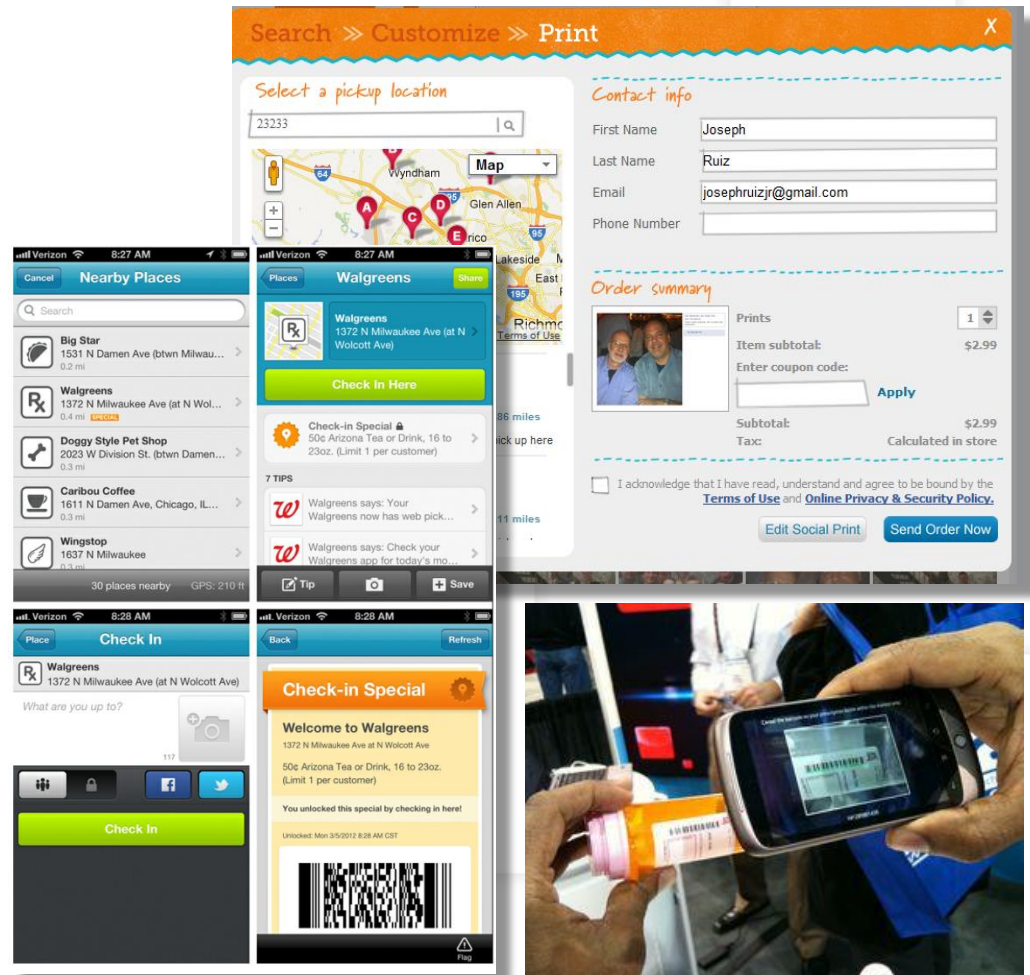 Search >> Customize >> Print
X
Select a pickup location
23233
Map
64
Wyndham
95
Glen Allen
A
C
D
E
rico
95
Lakeside
East
195
Richmo
Terms of Use
86 miles
ick up here
11 miles
Contact info
First Name Joseph
Last Name Ruiz
Email josephruizjr@gmail.com
Phone Number
Order summary
Prints 1
Item subtotal: $2.99
Enter coupon code:
Apply
Subtotal: $2.99
Tax: Calculated in store
I acknowledge that I have read, understand and agree to be bound by the
Terms of Use and Online Privacy & Security Policy.
Edit Social Print
Send Order Now
Verizon 8:27 AM
Cancel Nearby Places
Search
Big Star
1531 N Damen Ave (btwn Milwau...
0.2 mi
Rx
Walgreens
1372 N Milwaukee Ave (at N Wol...
0.4 mi SPECIAL
Doggy Style Pet Shop
2023 W Division St. (btwn Damen...
0.3 mi
Caribou Coffee
1611 N Damen Ave, Chicago, IL...
0.3 mi
Wingstop
1637 N Milwaukee
0.3 mi
30 places nearby GPS: 210 ft
Verizon 8:27 AM
Places Walgreens Share
Rx
Walgreens
1372 N Milwaukee Ave (at N
Wolcott Ave)
Check In Here
Check-in Special
50¢ Arizona Tea or Drink, 16 to
23oz. (Limit 1 per customer)
7 TIPS
W
Walgreens says: Your
Walgreens now has web pick...
W
Walgreens says: Check your
Walgreens app for today's mo...
Tip
Save
Verizon 8:28 AM
Place Check In
Rx
Walgreens
1372 N Milwaukee Ave (at N Wolcott Ave)
What are you up to?
117
Check In
Verizon 8:28 AM
Back Refresh
Check-in Special
Welcome to Walgreens
1372 N Milwaukee Ave at N Wolcott Ave
50¢ Arizona Tea or Drink, 16 to 23oz.
(Limit 1 per customer)
You unlocked this special by checking in here!
Unlocked: Mon 3/5/2012 8:28 AM CST
Flag